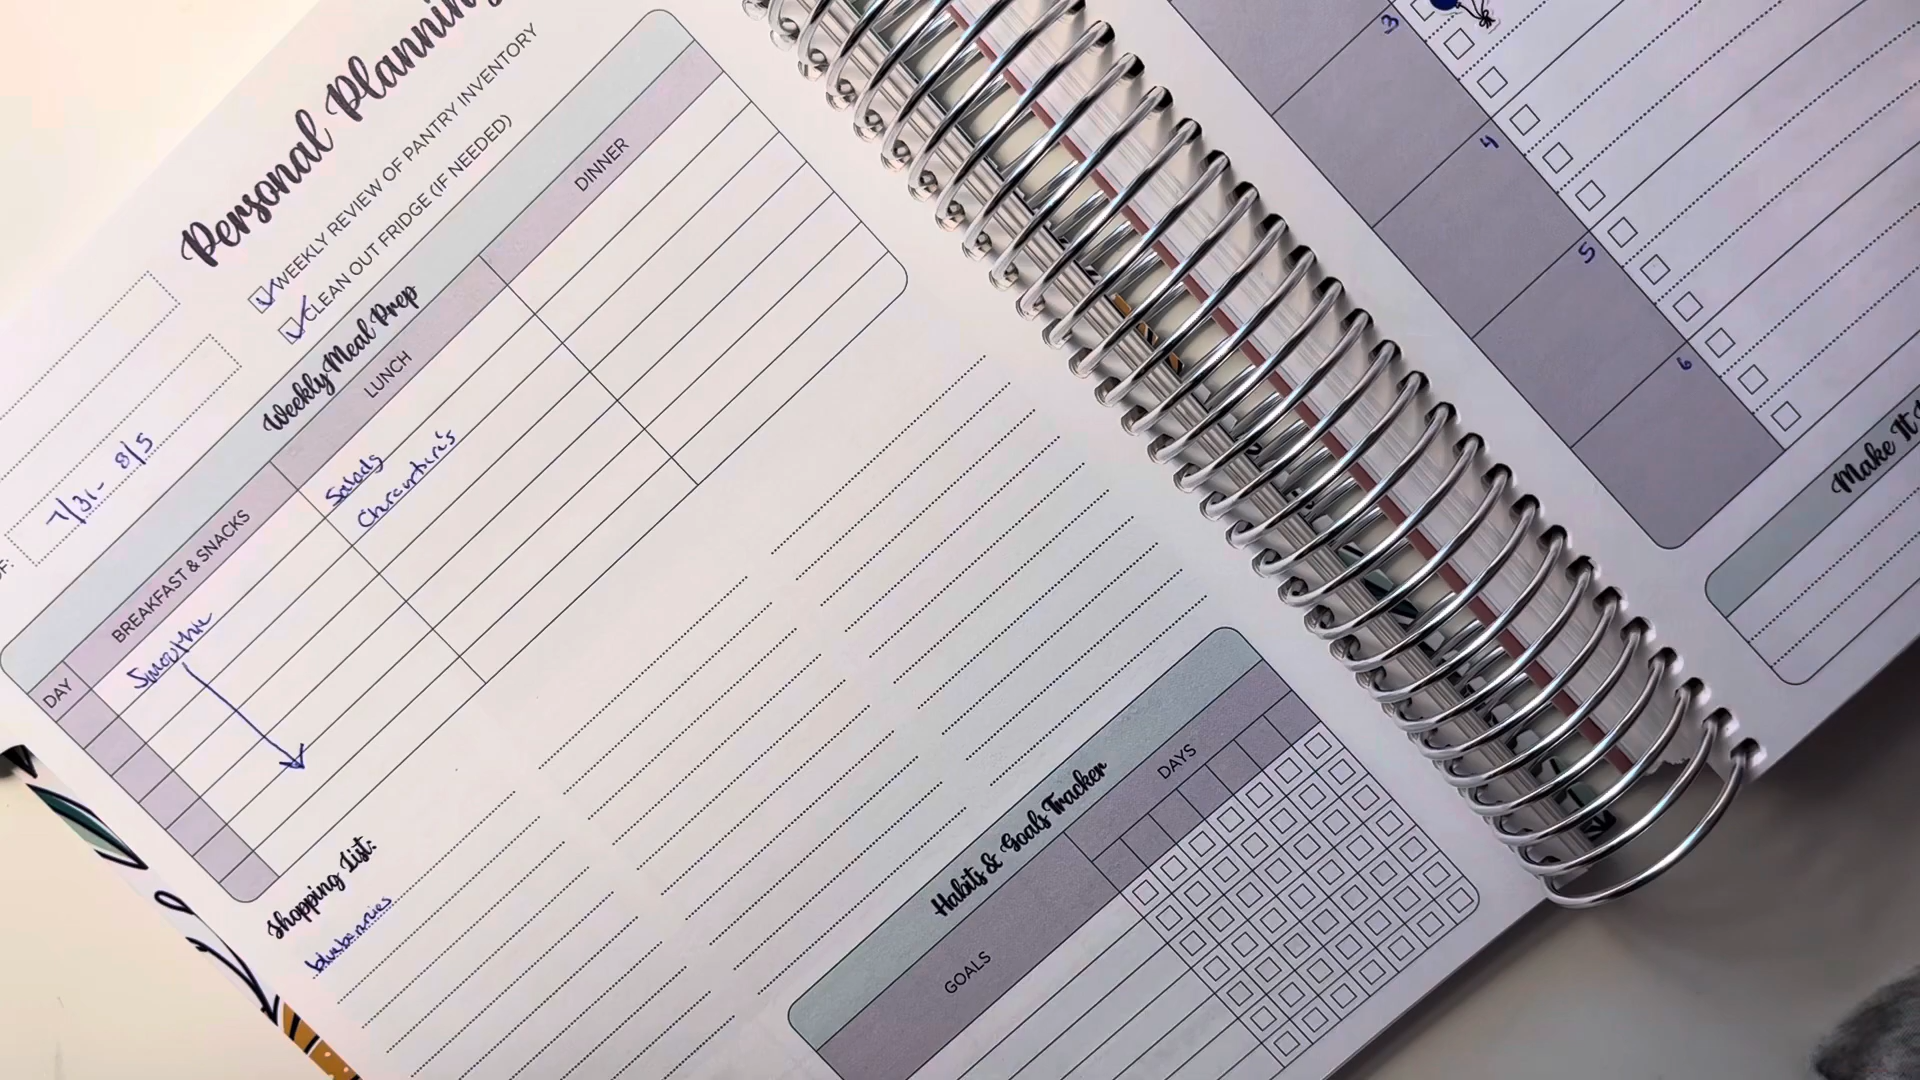 Personal Planning
WEEKLY REVIEW OF PANTRY INVENTORY
CLEAN OUT FRIDGE (IF NEEDED)
OF:
7/31- 8/5
Weekly Meal Prep
DAY
BREAKFAST & SNACKS
LUNCH
DINNER
Smoothie
Salads
Shopping List:
Habits & Goals Tracker
GOALS
DAYS
3
4
5
6
Make It